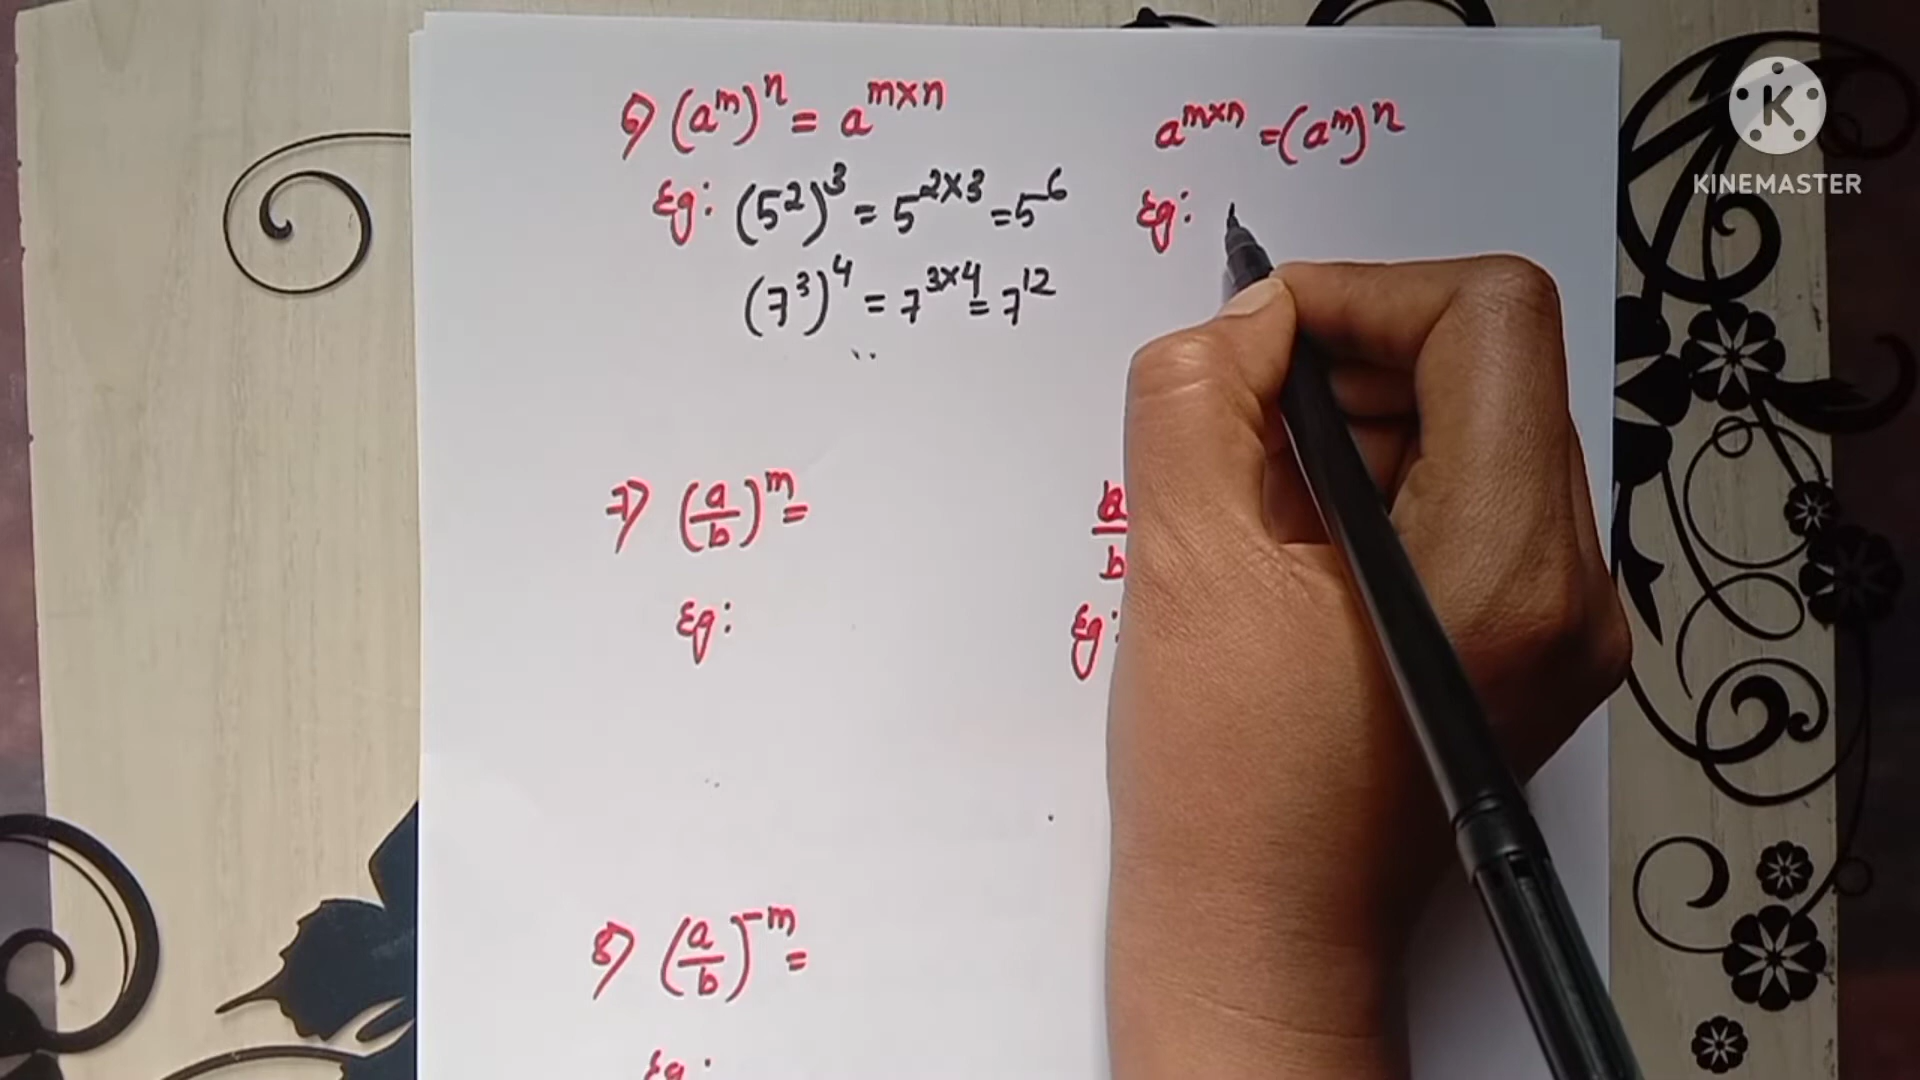 6) (a^m)^n = a^{m×n}
Eg: (5^2)^3 = 5^{2×3} = 5^6
(7^3)^4 = 7^{3×4} = 7^{12}
a^{m×n} = (a^m)^n
Eg:
7) (a/b)^m =
Eg:
a/b
Eg:
8) (a/b)^{-m} =
Eg:
K
KINEMASTER